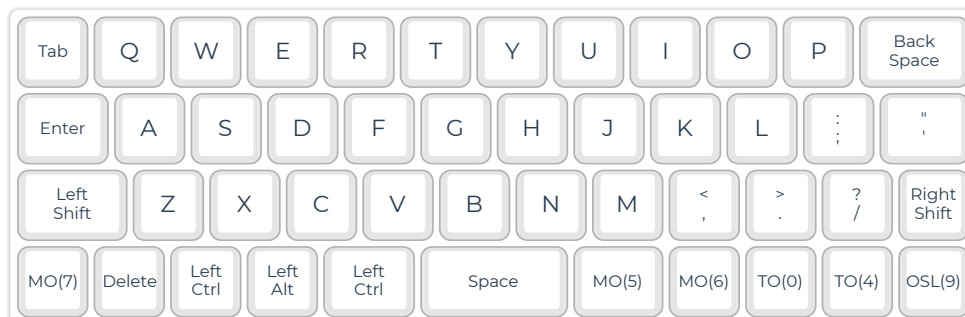 Tab Q W E R T Y U I O P Back Space
Enter A S D F G H J K L : ; " '
Left Shift Z X C V B N M < , > . ? / Right Shift
MO(7) Delete Left Ctrl Left Alt Left Ctrl Space MO(5) MO(6) TO(0) TO(4) OSL(9)